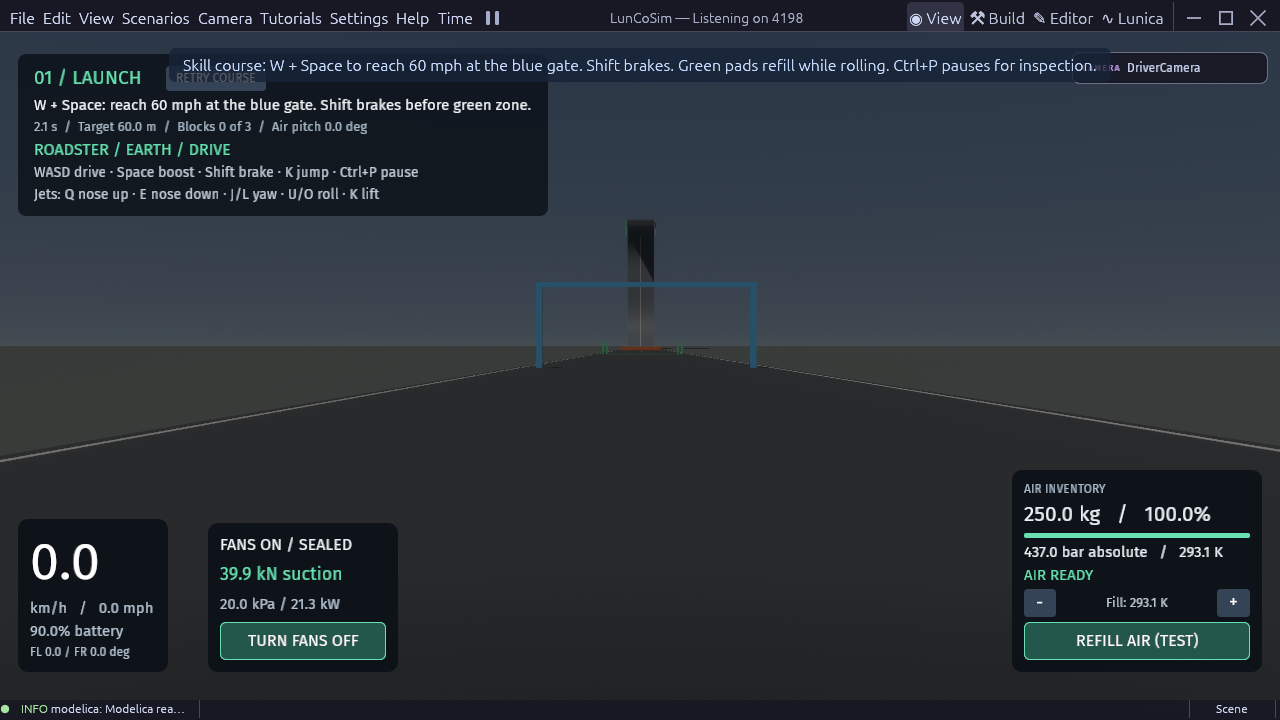 File Edit View Scenarios Camera Tutorials Settings Help Time
LunCoSim — Listening on 4198
View Build Editor Lunica
Skill course: W + Space to reach 60 mph at the blue gate. Shift brakes. Green pads refill while rolling. Ctrl+P pauses for inspection.
DriverCamera
01 / LAUNCH
RETRY COURSE
W + Space: reach 60 mph at the blue gate. Shift brakes before green zone.
2.1 s / Target 60.0 m / Blocks 0 of 3 / Air pitch 0.0 deg
ROADSTER / EARTH / DRIVE
WASD drive · Space boost · Shift brake · K jump · Ctrl+P pause
Jets: Q nose up · E nose down · J/L yaw · U/O roll · K lift
0.0
km/h / 0.0 mph
90.0% battery
FL 0.0 / FR 0.0 deg
FANS ON / SEALED
39.9 kN suction
20.0 kPa / 21.3 kW
TURN FANS OFF
AIR INVENTORY
250.0 kg / 100.0%
437.0 bar absolute / 293.1 K
AIR READY
- Fill: 293.1 K +
REFILL AIR (TEST)
INFO modelica: Modelica rea...
Scene